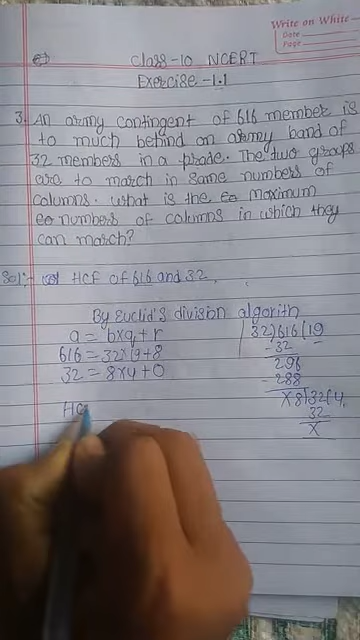 Write on White
Date
Page
Class-10 NCERT
Exercise-1.1
3. An army contingent of 616 member is
to much behind on army band of
32 members in a prade. The two groups
are to march in same numbers of
columns. what is the maximum
numbers of columns in which they
can march?
Sol:- HCF of 616 and 32.
By Euclid's division algorith
a = bxq+r
616=32x19+8
32 = 8x4+0
32)616(19
-32
296
-288
x8)32(4
32
x
HC